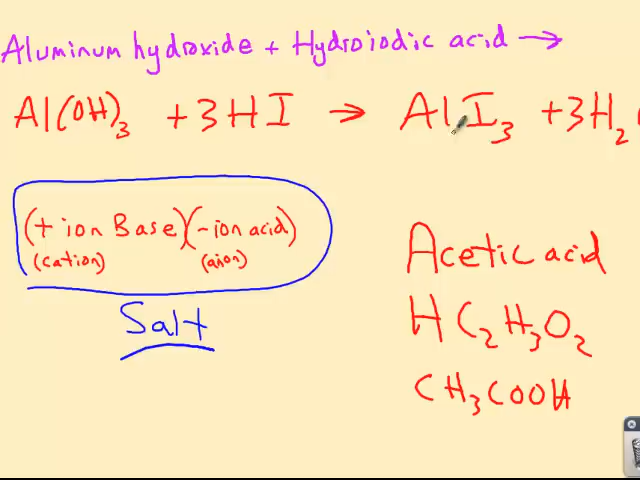 Aluminum hydroxide + Hydroiodic acid →
Al(OH)₃ + 3HI → AlI₃ + 3H₂
(+ ion Base)(- ion acid)
(cation) (aion)
Salt
Acetic acid
HC₂H₃O₂
CH₃COOH